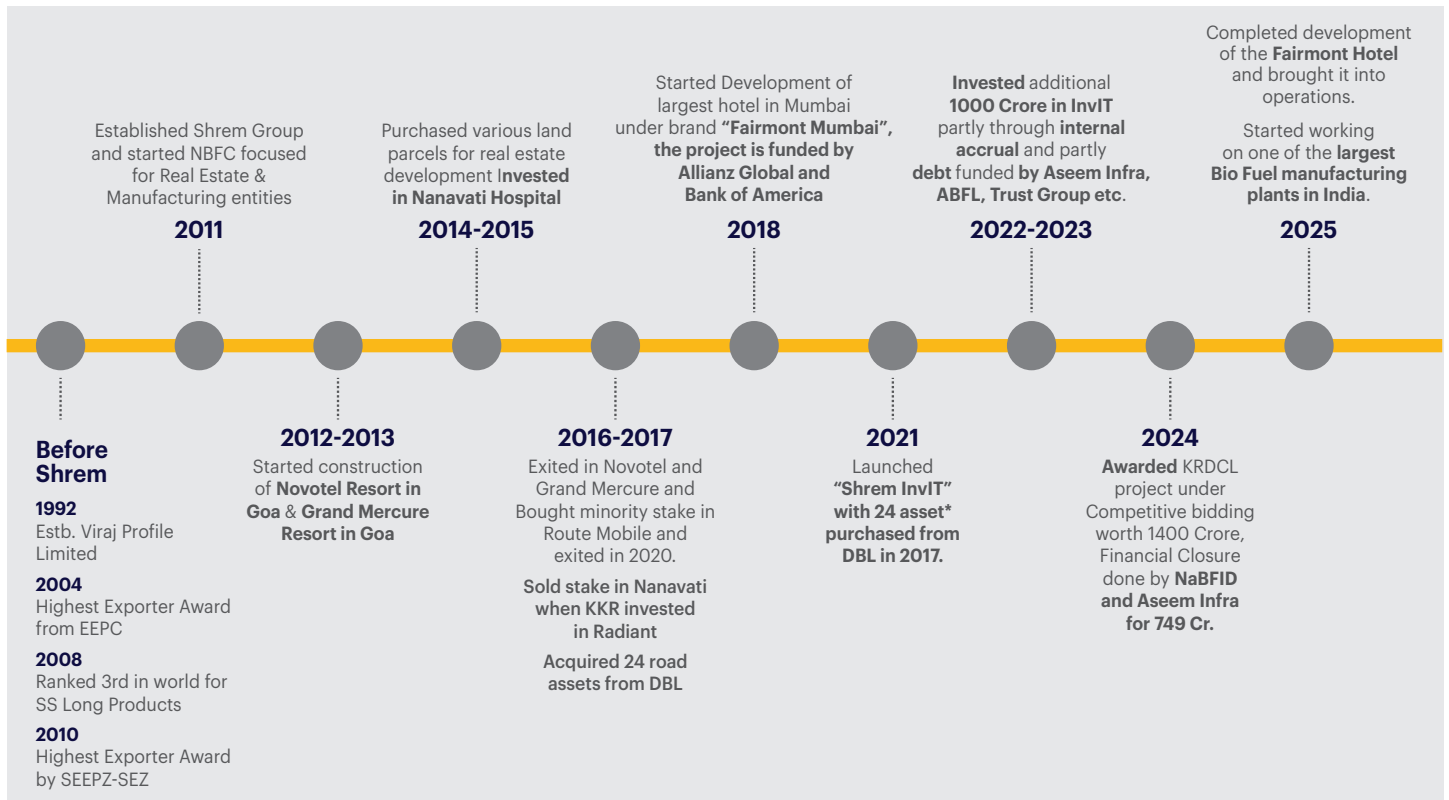 Established Shrem Group
and started NBFC focused
for Real Estate &
Manufacturing entities
2011
Purchased various land
parcels for real estate
development Invested
in Nanavati Hospital
2014-2015
Started Development of
largest hotel in Mumbai
under brand “Fairmont Mumbai”,
the project is funded by
Allianz Global and
Bank of America
2018
Invested additional
1000 Crore in InvIT
partly through internal
accrual and partly
debt funded by Aseem Infra,
ABFL, Trust Group etc.
2022-2023
Completed development
of the Fairmont Hotel
and brought it into
operations.
Started working
on one of the largest
Bio Fuel manufacturing
plants in India.
2025
Before
Shrem
1992
Estb. Viraj Profile
Limited
2004
Highest Exporter Award
from EEPC
2008
Ranked 3rd in world for
SS Long Products
2010
Highest Exporter Award
by SEEPZ-SEZ
2012-2013
Started construction
of Novotel Resort in
Goa & Grand Mercure
Resort in Goa
2016-2017
Exited in Novotel and
Grand Mercure and
Bought minority stake in
Route Mobile and
exited in 2020.
Sold stake in Nanavati
when KKR invested
in Radiant
Acquired 24 road
assets from DBL
2021
Launched
“Shrem InvIT”
with 24 asset*
purchased from
DBL in 2017.
2024
Awarded KRDCL
project under
Competitive bidding
worth 1400 Crore,
Financial Closure
done by NaBFID
and Aseem Infra
for 749 Cr.